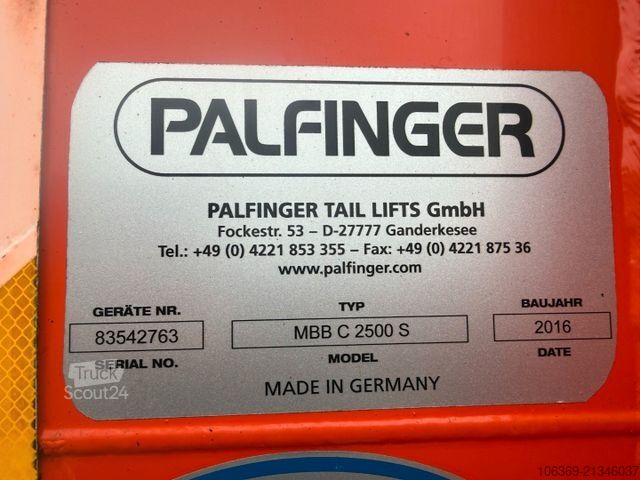 PALFINGER
PALFINGER TAIL LIFTS GmbH
Fockestr. 53 – D-27777 Ganderkesee
Tel.: +49 (0) 4221 853 355 – Fax: +49 (0) 4221 875 36
www.palfinger.com
GERÄTE NR. TYP BAUJAHR
83542763 MBB C 2500 S 2016
SERIAL NO. MODEL DATE
MADE IN GERMANY
Truck
Scout24
106369-21346037